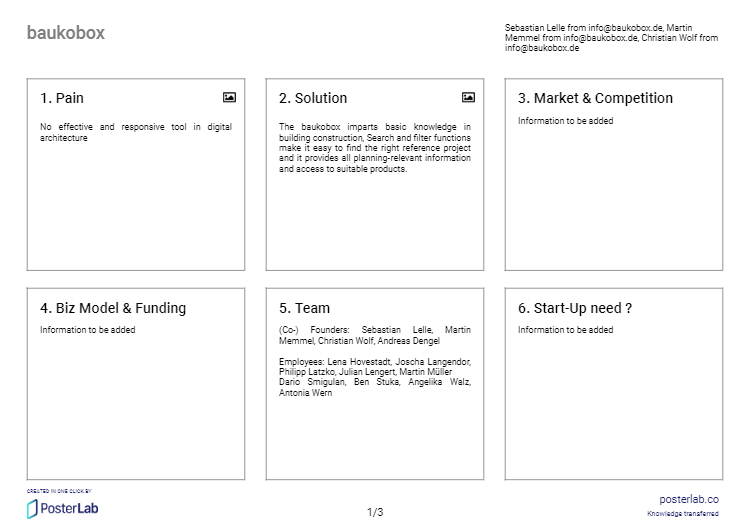 baukobox
Sebastian Lelle from info@baukobox.de, Martin
Memmel from info@baukobox.de, Christian Wolf from
info@baukobox.de
1. Pain
No effective and responsive tool in digital
architecture
2. Solution
The baukobox imparts basic knowledge in
building construction, Search and filter functions
make it easy to find the right reference project
and it provides all planning-relevant information
and access to suitable products.
3. Market & Competition
Information to be added
4. Biz Model & Funding
Information to be added
5. Team
(Co-) Founders: Sebastian Lelle, Martin
Memmel, Christian Wolf, Andreas Dengel
Employees: Lena Hovestadt, Joscha Langendor,
Philipp Latzko, Julian Lengert, Martin Müller
Dario Smigulan, Ben Stuka, Angelika Walz,
Antonia Wern
6. Start-Up need ?
Information to be added
CREATED IN ONE CLICK BY
PosterLab
1/3
posterlab.co
Knowledge transferred